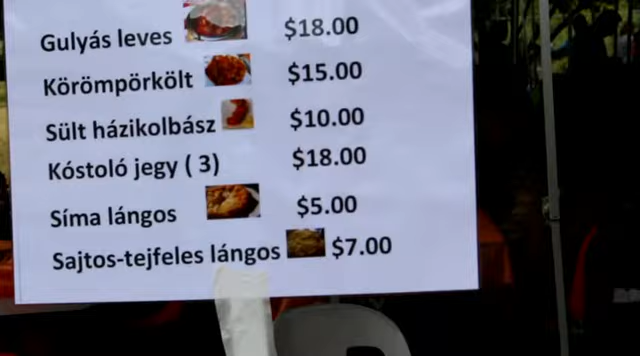 Gulyás leves $18.00
Körömpörkölt $15.00
Sült házikolbász $10.00
Kóstoló jegy ( 3) $18.00
Síma lángos $5.00
Sajtos-tejfeles lángos $7.00